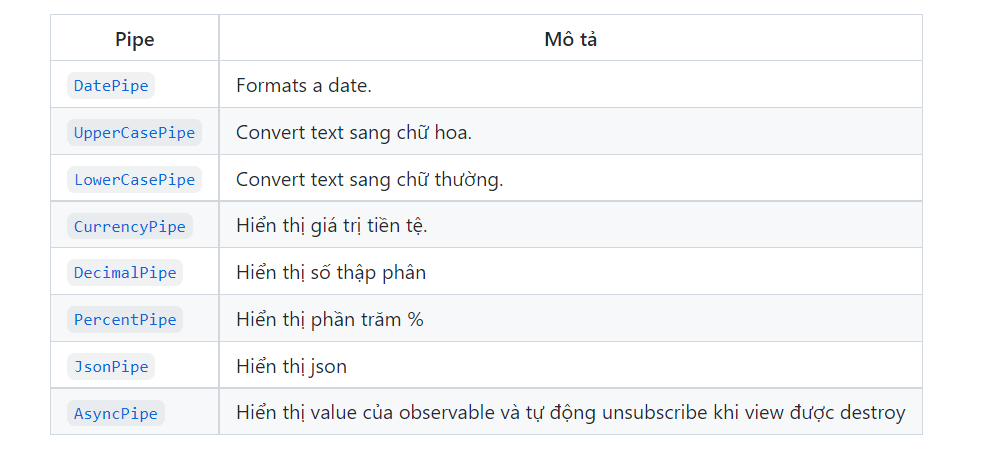 Pipe Mô tả
DatePipe Formats a date.
UpperCasePipe Convert text sang chữ hoa.
LowerCasePipe Convert text sang chữ thường.
CurrencyPipe Hiển thị giá trị tiền tệ.
DecimalPipe Hiển thị số thập phân
PercentPipe Hiển thị phần trăm %
JsonPipe Hiển thị json
AsyncPipe Hiển thị value của observable và tự động unsubscribe khi view được destroy